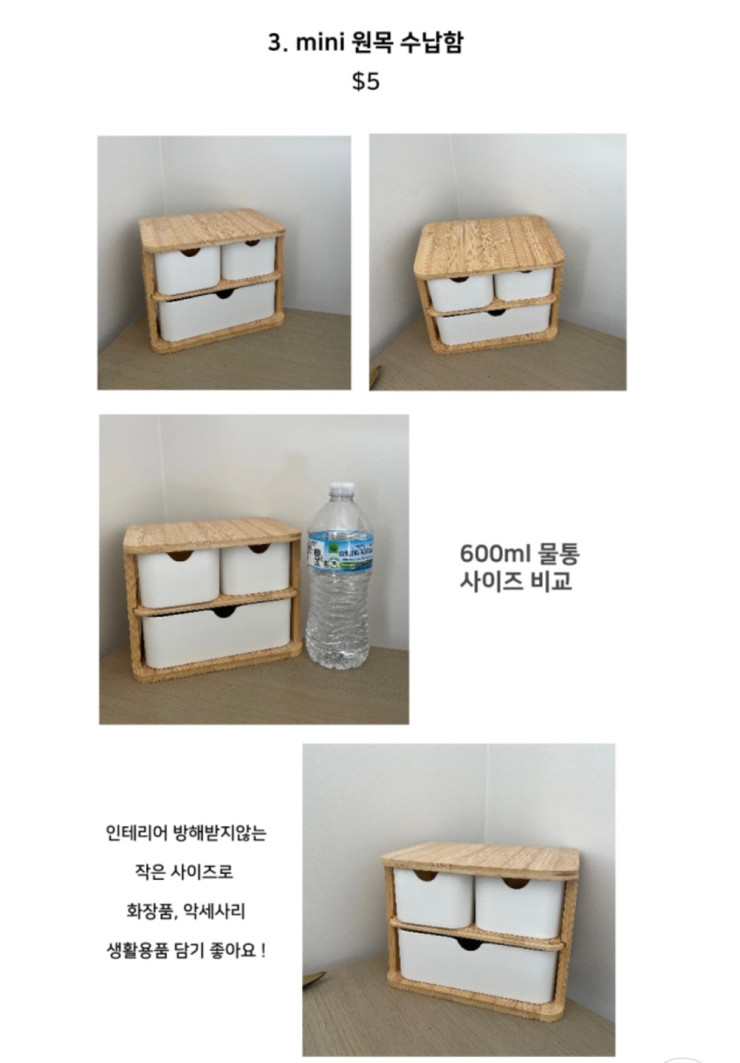 3. mini 원목 수납함
$5
600ml 물통
사이즈 비교
인테리어 방해받지않는
작은 사이즈로
화장품, 악세사리
생활용품 담기 좋아요 !